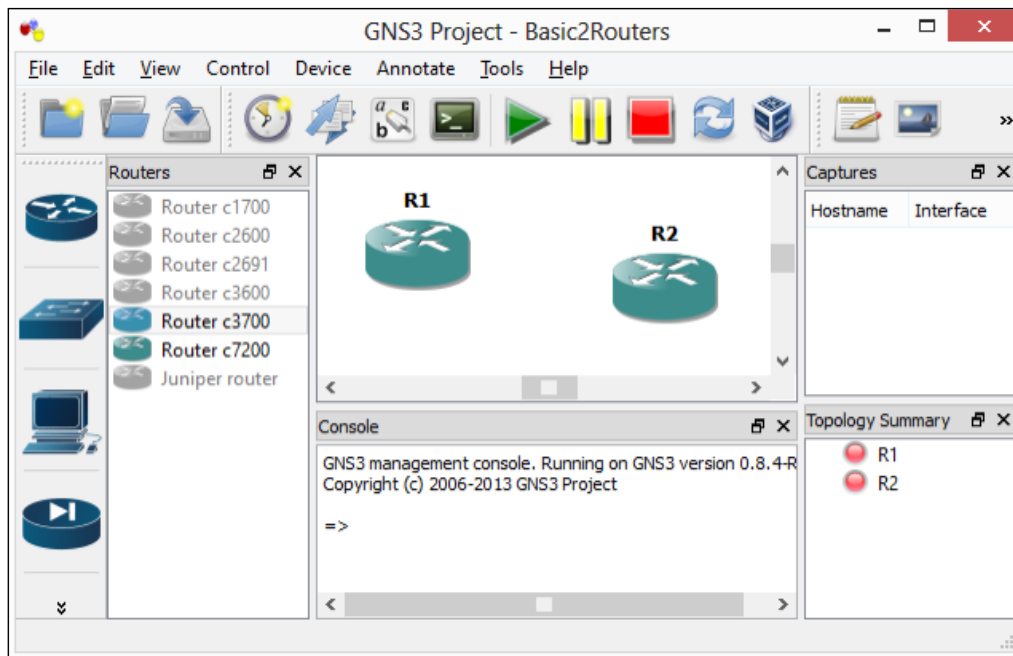 GNS3 Project - Basic2Routers
File Edit View Control Device Annotate Tools Help
Routers
Router c1700
Router c2600
Router c2691
Router c3600
Router c3700
Router c7200
Juniper router
R1
R2
Captures
Hostname Interface
Console
GNS3 management console. Running on GNS3 version 0.8.4-R
Copyright (c) 2006-2013 GNS3 Project
=>
Topology Summary
R1
R2